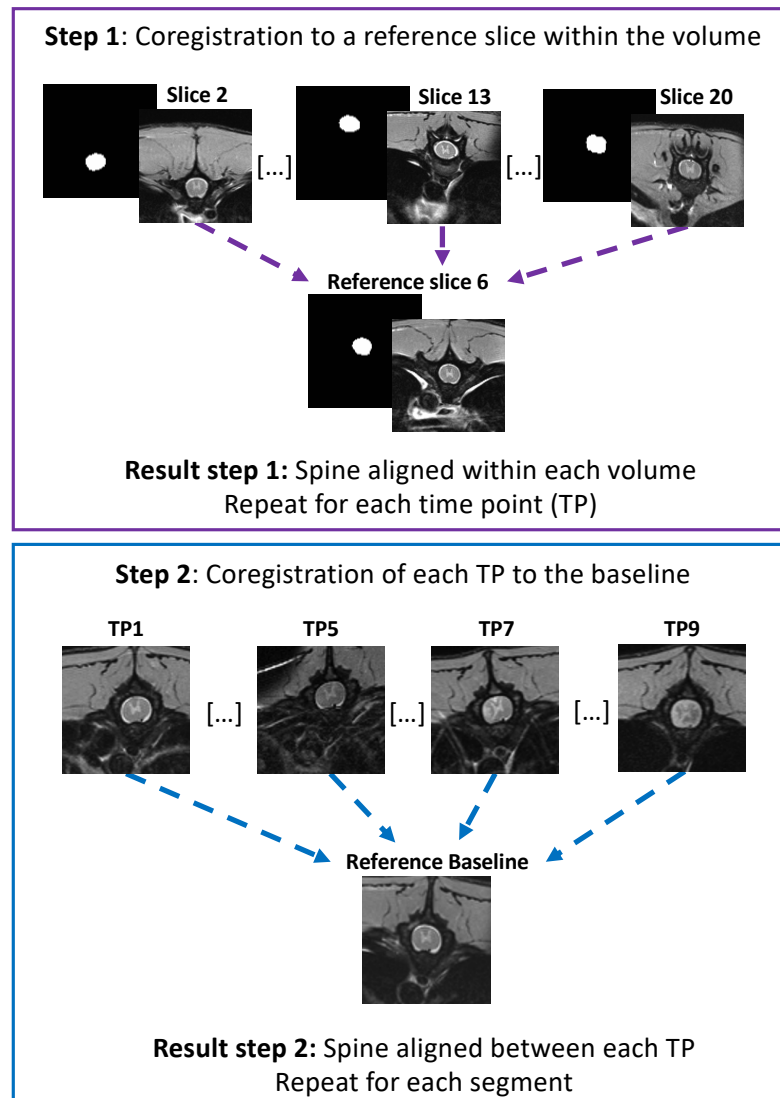 Step 1: Coregistration to a reference slice within the volume
Slice 2
Slice 13
Slice 20
[...]
[...]
Reference slice 6
Result step 1: Spine aligned within each volume
Repeat for each time point (TP)
Step 2: Coregistration of each TP to the baseline
TP1
TP5
TP7
TP9
[...]
[...]
[...]
Reference Baseline
Result step 2: Spine aligned between each TP
Repeat for each segment